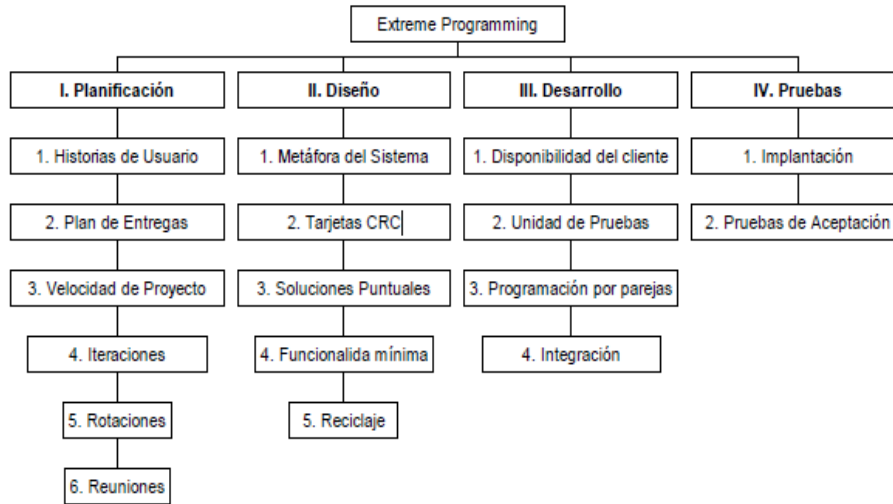 Extreme Programming
I. Planificación
1. Historias de Usuario
2. Plan de Entregas
3. Velocidad de Proyecto
4. Iteraciones
5. Rotaciones
6. Reuniones
II. Diseño
1. Metáfora del Sistema
2. Tarjetas CRC
3. Soluciones Puntuales
4. Funcionalida mínima
5. Reciclaje
III. Desarrollo
1. Disponibilidad del cliente
2. Unidad de Pruebas
3. Programación por parejas
4. Integración
IV. Pruebas
1. Implantación
2. Pruebas de Aceptación